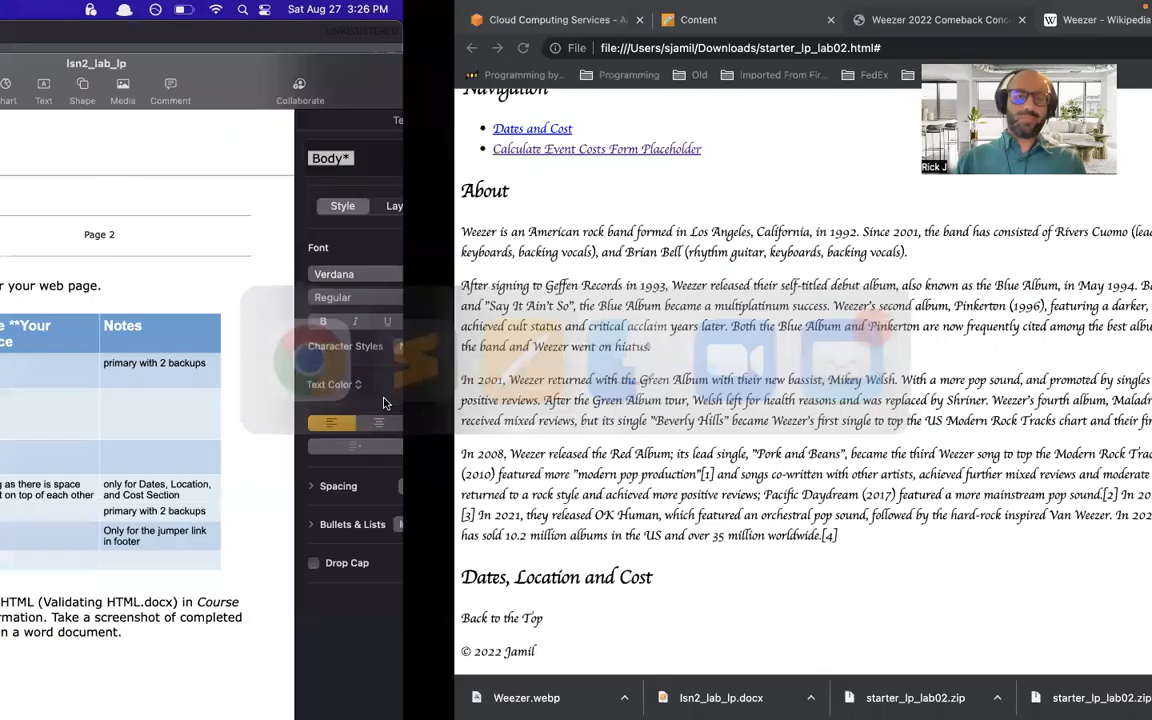 Sat Aug 27 3:26 PM
UNREGISTERED
lsn2_lab_lp
hart
Text
Shape
Media
Comment
Collaborate
Te
Body*
Style
Lay
Font
Verdana
Regular
B I U
Character Styles
Text Color
Spacing
Bullets & Lists
Drop Cap
Page 2
r your web page.
e **Your
ce
Notes
primary with 2 backups
g as there is space
t on top of each other
only for Dates, Location,
and Cost Section
primary with 2 backups
Only for the jumper link
in footer
HTML (Validating HTML.docx) in Course
rmation. Take a screenshot of completed
n a word document.
Cloud Computing Services - A
Content
Weezer 2022 Comeback Conc
Weezer - Wikipedia
File
file:///Users/sjamil/Downloads/starter_lp_lab02.html#
Programming by...
Programming
Old
Imported From Fir...
FedEx
Rick J
Navigation
• Dates and Cost
• Calculate Event Costs Form Placeholder
About
Weezer is an American rock band formed in Los Angeles, California, in 1992. Since 2001, the band has consisted of Rivers Cuomo (lea
keyboards, backing vocals), and Brian Bell (rhythm guitar, keyboards, backing vocals).
After signing to Geffen Records in 1993, Weezer released their self-titled debut album, also known as the Blue Album, in May 1994. B
and "Say It Ain't So", the Blue Album became a multiplatinum success. Weezer's second album, Pinkerton (1996), featuring a darker,
achieved cult status and critical acclaim years later. Both the Blue Album and Pinkerton are now frequently cited among the best albu
the band and Weezer went on hiatus.
In 2001, Weezer returned with the Green Album with their new bassist, Mikey Welsh. With a more pop sound, and promoted by singles
positive reviews. After the Green Album tour, Welsh left for health reasons and was replaced by Shriner. Weezer's fourth album, Malad
received mixed reviews, but its single "Beverly Hills" became Weezer's first single to top the US Modern Rock Tracks chart and their fir
In 2008, Weezer released the Red Album; its lead single, "Pork and Beans", became the third Weezer song to top the Modern Rock Tra
(2010) featured more "modern pop production"[1] and songs co-written with other artists, achieved further mixed reviews and moderate
returned to a rock style and achieved more positive reviews; Pacific Daydream (2017) featured a more mainstream pop sound.[2] In 20
[3] In 2021, they released OK Human, which featured an orchestral pop sound, followed by the hard-rock inspired Van Weezer. In 202
has sold 10.2 million albums in the US and over 35 million worldwide.[4]
Dates, Location and Cost
Back to the Top
© 2022 Jamil
Weezer.webp
lsn2_lab_lp.docx
starter_lp_lab02.zip
starter_lp_lab02.zip